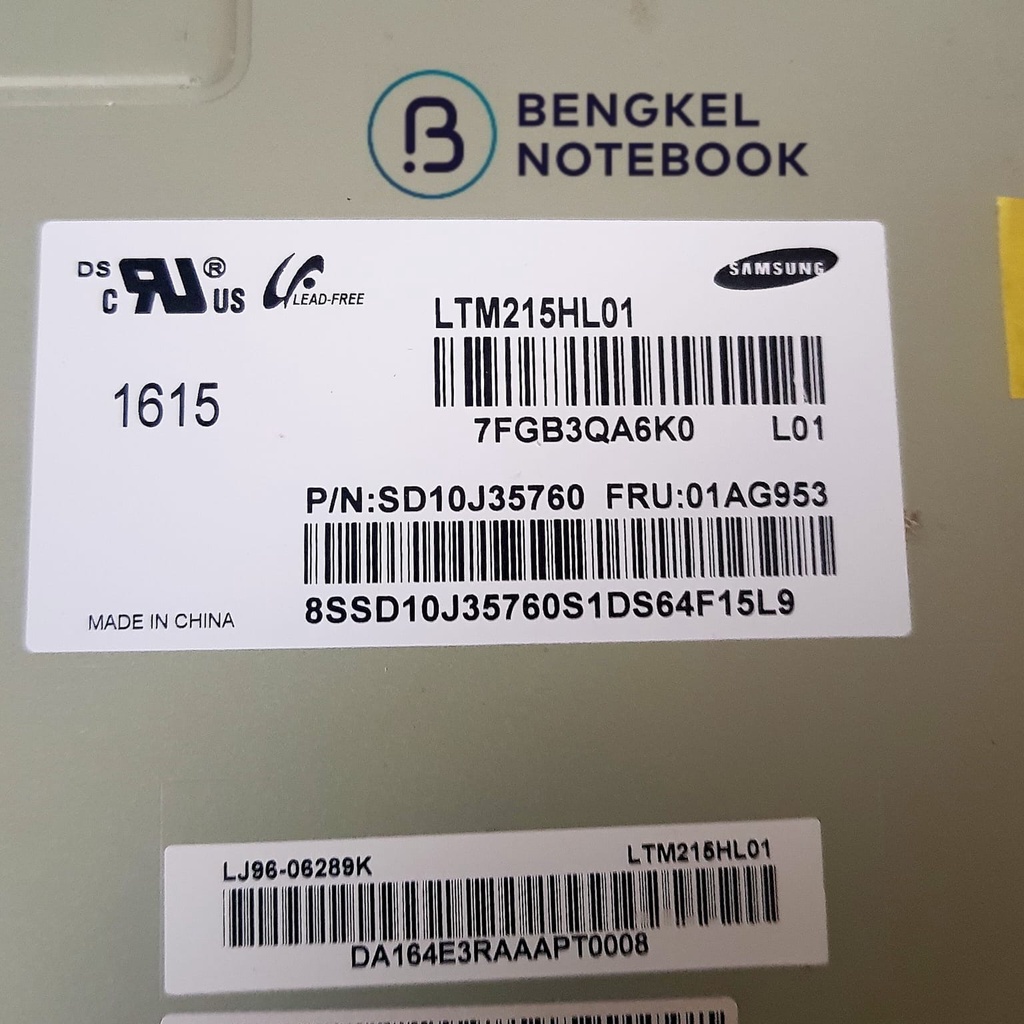 BENGKEL
NOTEBOOK
DS
C RU ® US
LEAD-FREE
SAMSUNG
LTM215HL01
1615
7FGB3QA6K0 L01
P/N:SD10J35760 FRU:01AG953
8SSD10J35760S1DS64F15L9
MADE IN CHINA
LJ96-06289K LTM215HL01
DA164E3RAAAPT0008